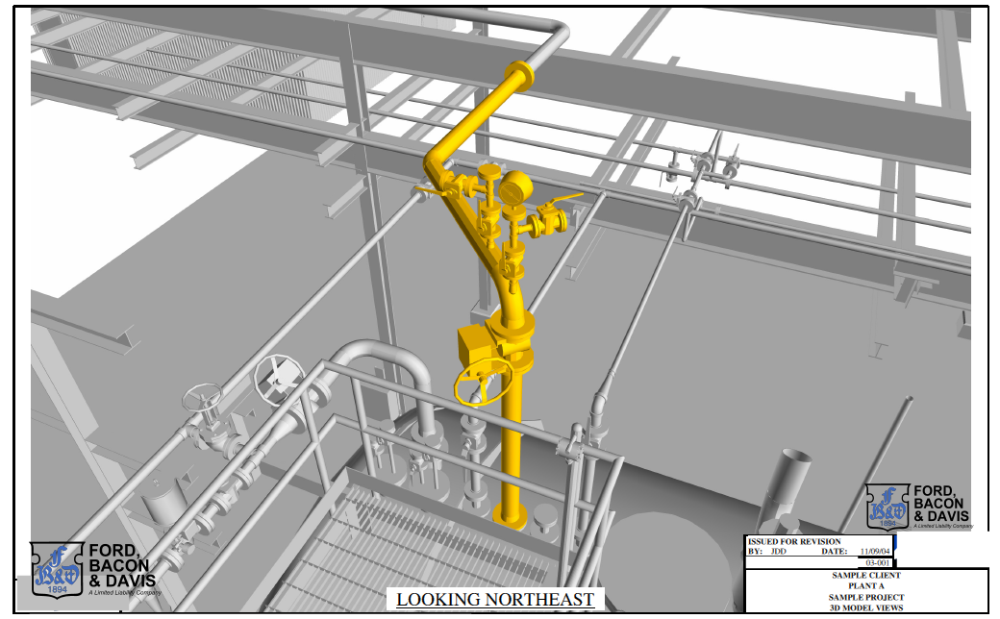 FORD,
BACON
& DAVIS
A Limited Liability Company
F
B&D
1894
ISSUED FOR REVISION
BY: JDD DATE: 11/09/04
03-001
SAMPLE CLIENT
PLANT A
SAMPLE PROJECT
3D MODEL VIEWS
F
B&D
1894
FORD,
BACON
& DAVIS
A Limited Liability Company
LOOKING NORTHEAST